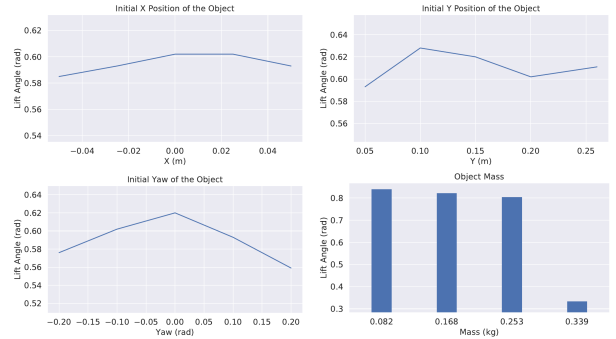 Initial X Position of the Object
Lift Angle (rad)
0.62
0.60
0.58
0.56
0.54
−0.04 −0.02 0.00 0.02 0.04
X (m)
Initial Y Position of the Object
Lift Angle (rad)
0.64
0.62
0.60
0.58
0.56
0.05 0.10 0.15 0.20 0.25
Y (m)
Initial Yaw of the Object
Lift Angle (rad)
0.64
0.62
0.60
0.58
0.56
0.54
0.52
−0.20 −0.15 −0.10 −0.05 0.00 0.05 0.10 0.15 0.20
Yaw (rad)
Object Mass
Lift Angle (rad)
0.8
0.7
0.6
0.5
0.4
0.3
0.082 0.168 0.253 0.339
Mass (kg)